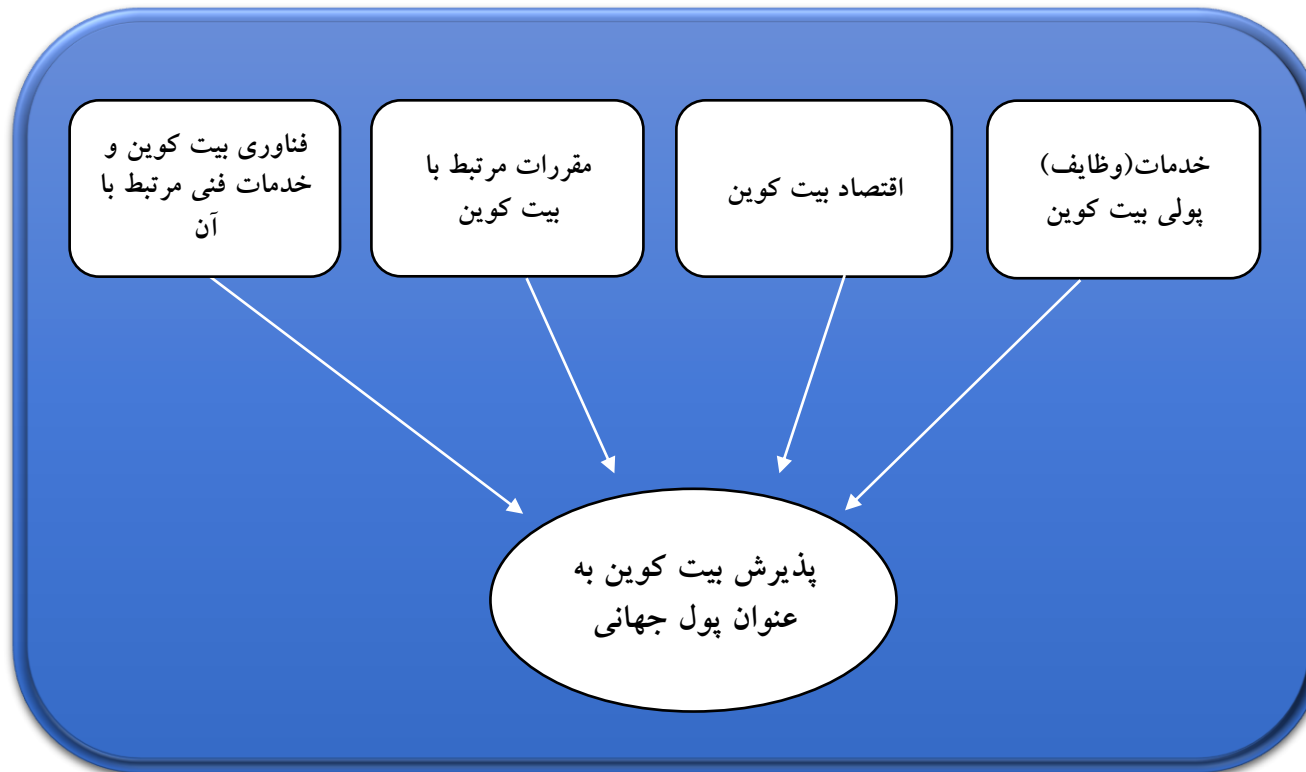 خدمات(وظایف)
پولی بیت کوین
اقتصاد بیت کوین
مقررات مرتبط با
بیت کوین
فناوری بیت کوین و
خدمات فنی مرتبط با
آن
پذیرش بیت کوین به
عنوان پول جهانی